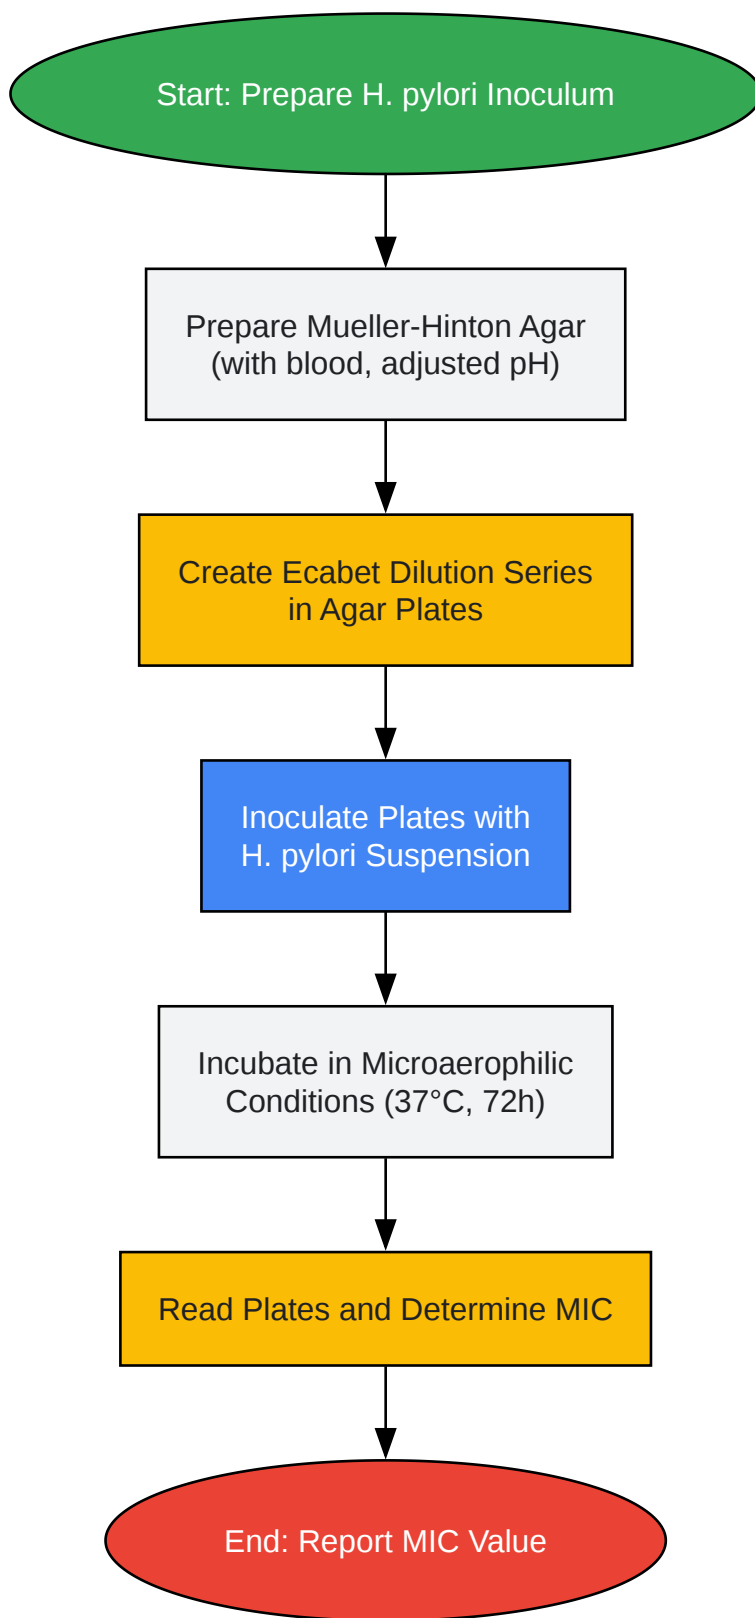 Start: Prepare H. pylori Inoculum
Prepare Mueller-Hinton Agar
(with blood, adjusted pH)
Create Ecabet Dilution Series
in Agar Plates
Inoculate Plates with
H. pylori Suspension
Incubate in Microaerophilic
Conditions (37°C, 72h)
Read Plates and Determine MIC
End: Report MIC Value